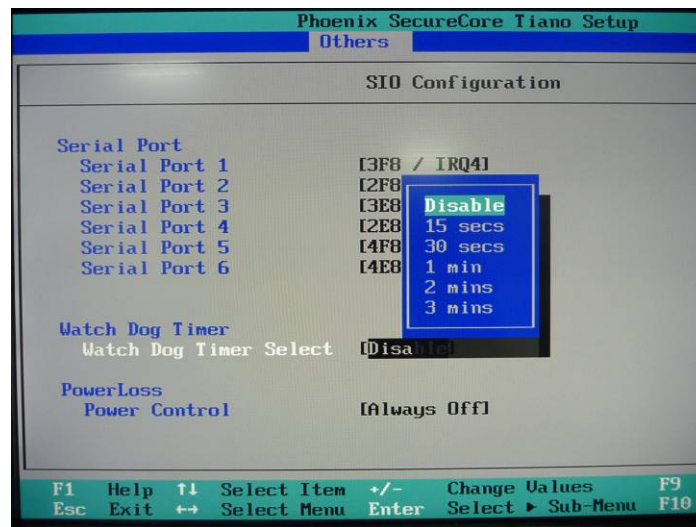 Phoenix SecureCore Tiano Setup
Others
SIO Configuration
Serial Port
Serial Port 1 [3F8 / IRQ4]
Serial Port 2 [2F8
Serial Port 3 [3E8
Serial Port 4 [2E8
Serial Port 5 [4F8
Serial Port 6 [4E8
Disable
15 secs
30 secs
1 min
2 mins
3 mins
Watch Dog Timer
Watch Dog Timer Select [Disable]
PowerLoss
Power Control [Always Off]
F1 Help ↑↓ Select Item +/- Change Values F9
Esc Exit ←→ Select Menu Enter Select ▶ Sub-Menu F10